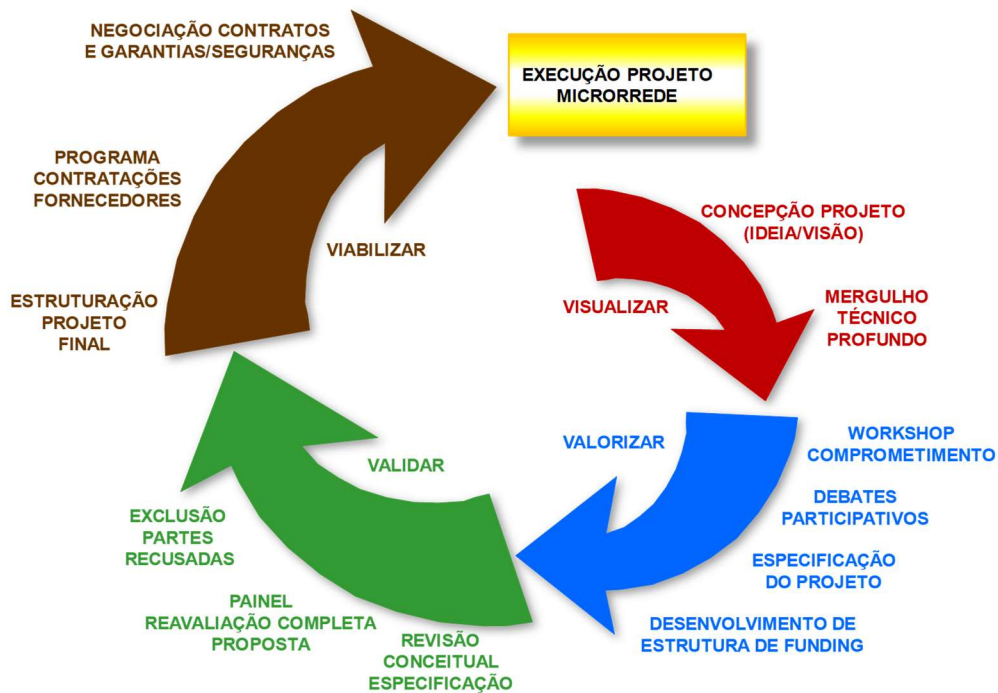 NEGOCIAÇÃO CONTRATOS
E GARANTIAS/SEGURANÇAS
EXECUÇÃO PROJETO
MICRORREDE
PROGRAMA
CONTRATAÇÕES
FORNECEDORES
VIABILIZAR
ESTRUTURAÇÃO
PROJETO
FINAL
CONCEPÇÃO PROJETO
(IDEIA/VISÃO)
VISUALIZAR
MERGULHO
TÉCNICO
PROFUNDO
VALORIZAR
WORKSHOP
COMPROMETIMENTO
DEBATES
PARTICIPATIVOS
ESPECIFICAÇÃO
DO PROJETO
DESENVOLVIMENTO DE
ESTRUTURA DE FUNDING
VALIDAR
REVISÃO
CONCEITUAL
ESPECIFICAÇÃO
PAINEL
REAVALIAÇÃO COMPLETA
PROPOSTA
EXCLUSÃO
PARTES
RECUSADAS